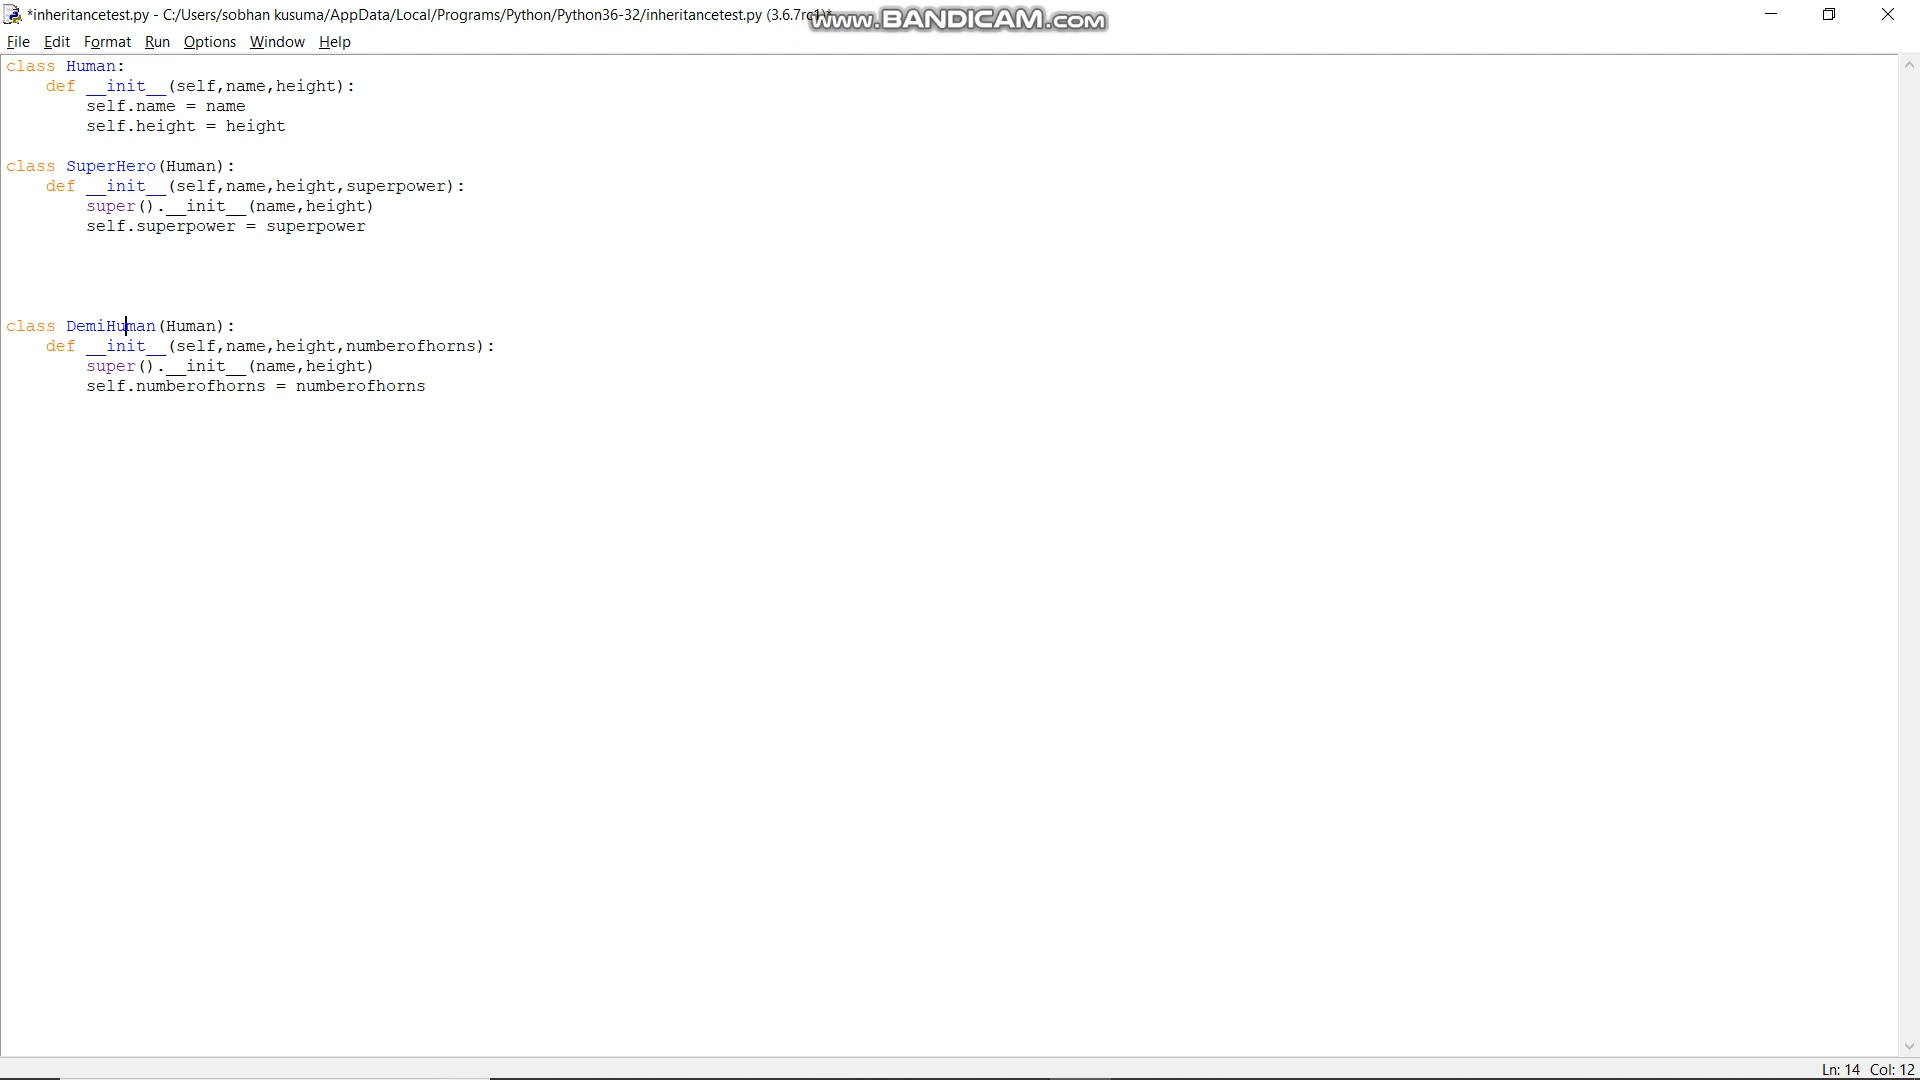 *inheritancetest.py - C:/Users/sobhan kusuma/AppData/Local/Programs/Python/Python36-32/inheritancetest.py (3.6.7rc1)*
www.BANDICAM.COM
File Edit Format Run Options Window Help
class Human:
    def __init__(self,name,height):
        self.name = name
        self.height = height
class SuperHero(Human):
    def __init__(self,name,height,superpower):
        super().__init__(name,height)
        self.superpower = superpower
class DemiHuman(Human):
    def __init__(self,name,height,numberofhorns):
        super().__init__(name,height)
        self.numberofhorns = numberofhorns
Ln: 14 Col: 12